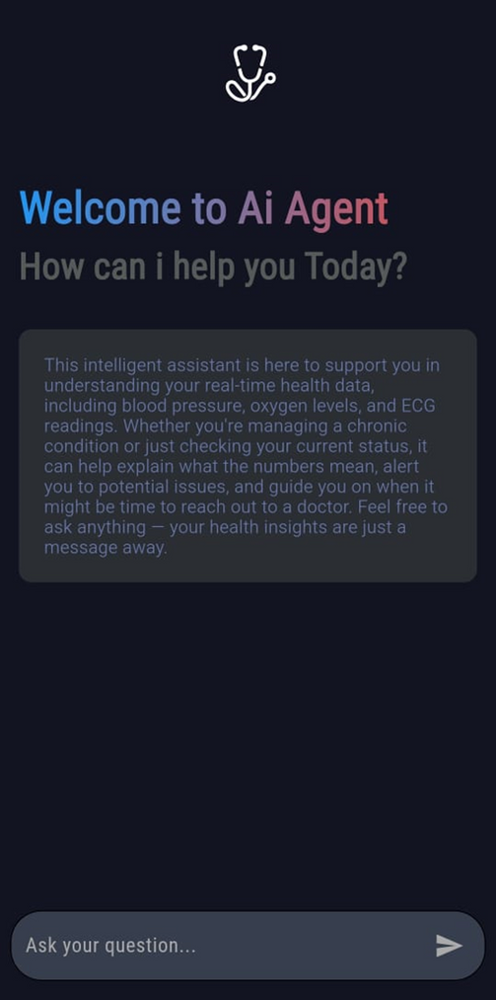 Welcome to Ai Agent
How can i help you Today?
This intelligent assistant is here to support you in
understanding your real-time health data,
including blood pressure, oxygen levels, and ECG
readings. Whether you're managing a chronic
condition or just checking your current status, it
can help explain what the numbers mean, alert
you to potential issues, and guide you on when it
might be time to reach out to a doctor. Feel free to
ask anything — your health insights are just a
message away.
Ask your question...